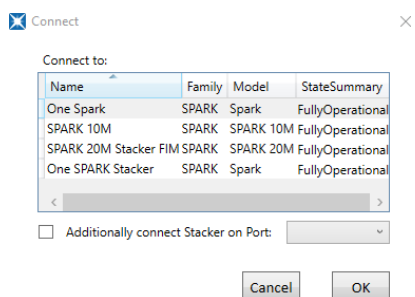 Connect
Connect to:
Name Family Model StateSummary
One Spark SPARK Spark FullyOperational
SPARK 10M SPARK SPARK 10M FullyOperational
SPARK 20M Stacker FIM SPARK SPARK 20M FullyOperational
One SPARK Stacker SPARK Spark FullyOperational
Additionally connect Stacker on Port:
Cancel OK